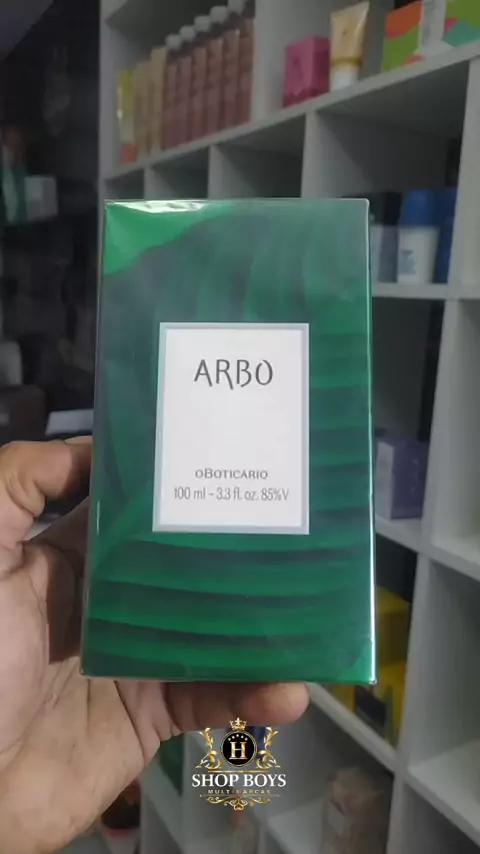 ARBO
oBOTICÁRIO
100 ml - 3.3 fl. oz. 85%V
H
SHOP BOYS
MULTIMARCAS